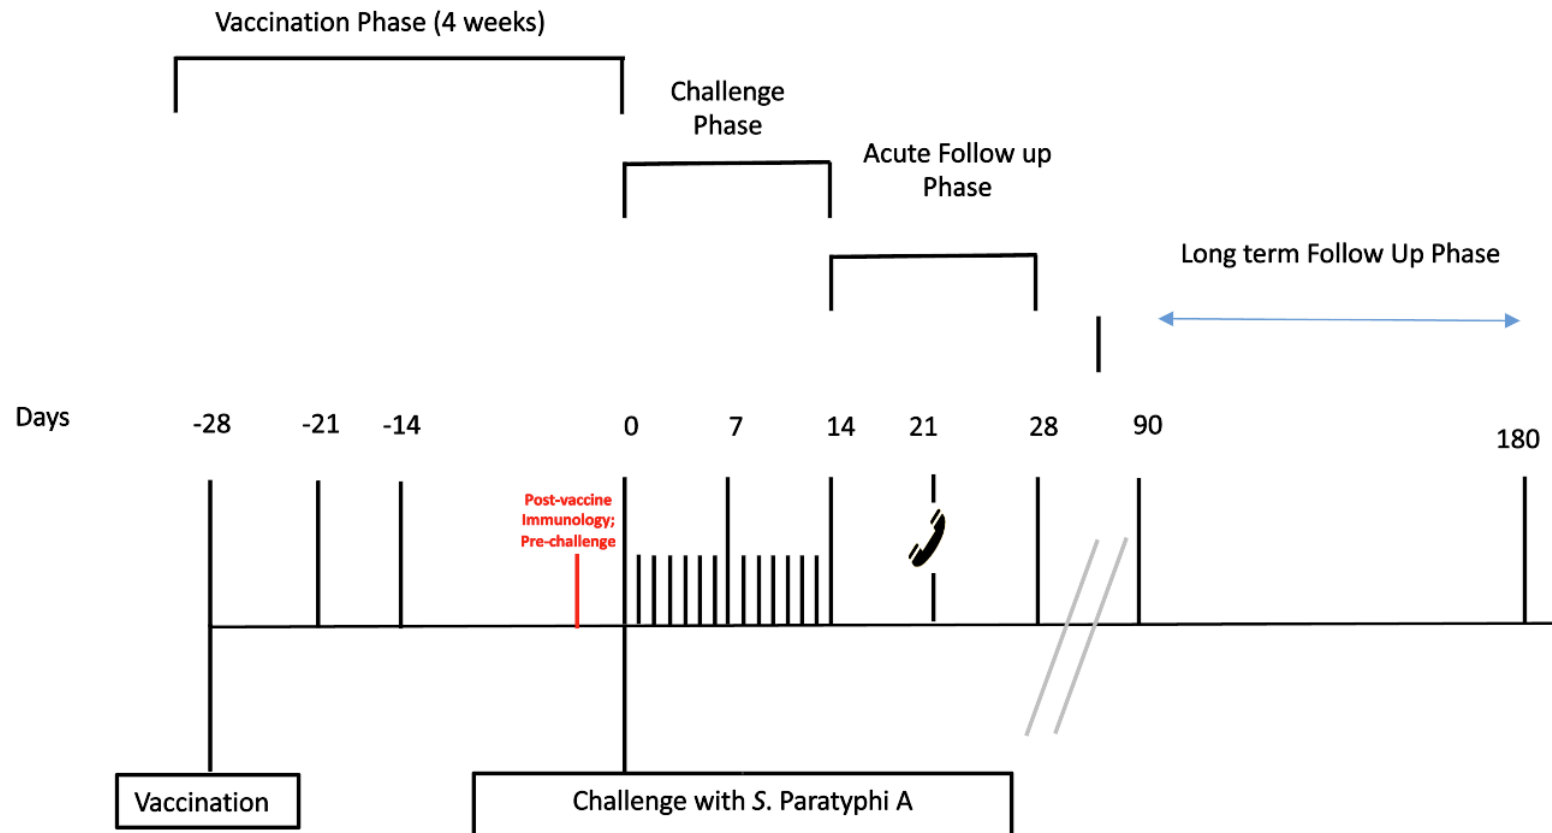 Vaccination Phase (4 weeks)
Challenge
Phase
Acute Follow up
Phase
Long term Follow Up Phase
Days
-28
-21
-14
0
7
14
21
28
90
180
Post-vaccine
Immunology;
Pre-challenge
Vaccination
Challenge with S. Paratyphi A